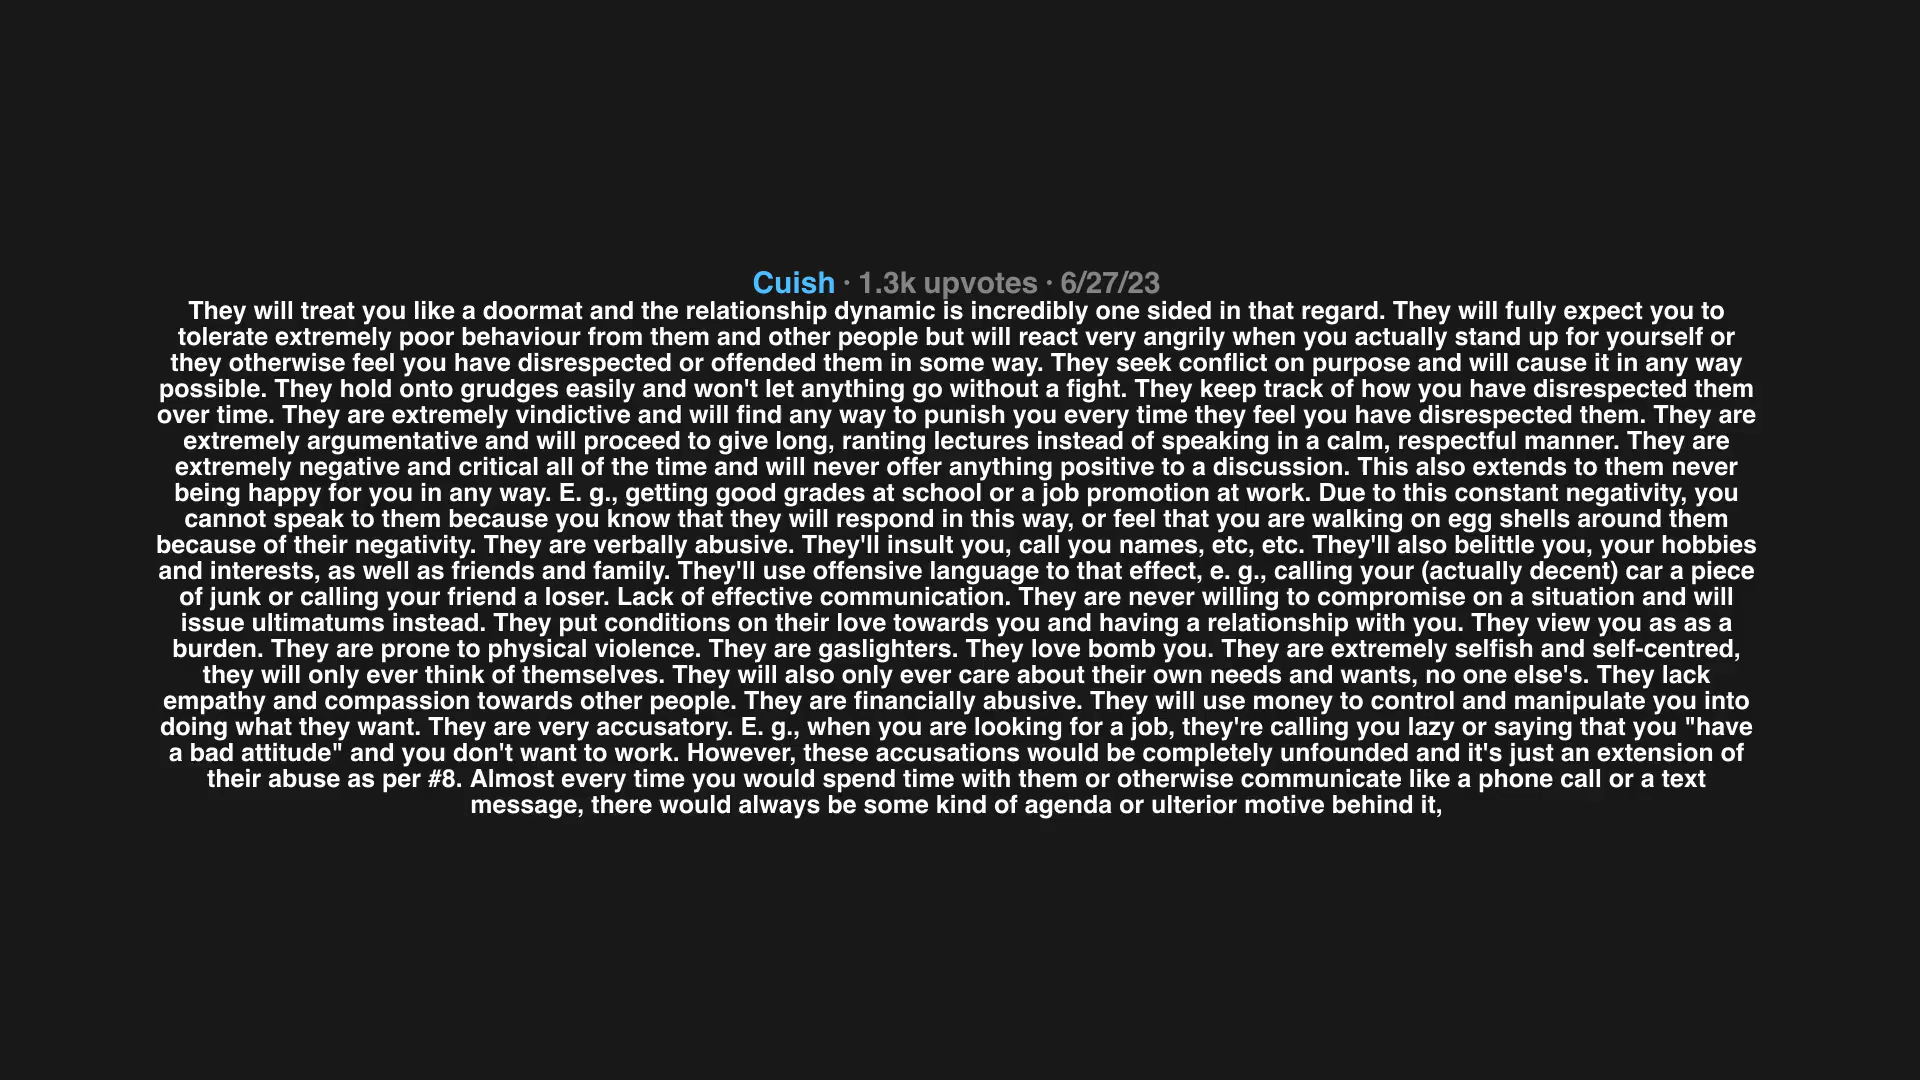 Cuish · 1.3k upvotes · 6/27/23
They will treat you like a doormat and the relationship dynamic is incredibly one sided in that regard. They will fully expect you to
tolerate extremely poor behaviour from them and other people but will react very angrily when you actually stand up for yourself or
they otherwise feel you have disrespected or offended them in some way. They seek conflict on purpose and will cause it in any way
possible. They hold onto grudges easily and won't let anything go without a fight. They keep track of how you have disrespected them
over time. They are extremely vindictive and will find any way to punish you every time they feel you have disrespected them. They are
extremely argumentative and will proceed to give long, ranting lectures instead of speaking in a calm, respectful manner. They are
extremely negative and critical all of the time and will never offer anything positive to a discussion. This also extends to them never
being happy for you in any way. E. g., getting good grades at school or a job promotion at work. Due to this constant negativity, you
cannot speak to them because you know that they will respond in this way, or feel that you are walking on egg shells around them
because of their negativity. They are verbally abusive. They'll insult you, call you names, etc, etc. They'll also belittle you, your hobbies
and interests, as well as friends and family. They'll use offensive language to that effect, e. g., calling your (actually decent) car a piece
of junk or calling your friend a loser. Lack of effective communication. They are never willing to compromise on a situation and will
issue ultimatums instead. They put conditions on their love towards you and having a relationship with you. They view you as as a
burden. They are prone to physical violence. They are gaslighters. They love bomb you. They are extremely selfish and self-centred,
they will only ever think of themselves. They will also only ever care about their own needs and wants, no one else's. They lack
empathy and compassion towards other people. They are financially abusive. They will use money to control and manipulate you into
doing what they want. They are very accusatory. E. g., when you are looking for a job, they're calling you lazy or saying that you "have
a bad attitude" and you don't want to work. However, these accusations would be completely unfounded and it's just an extension of
their abuse as per #8. Almost every time you would spend time with them or otherwise communicate like a phone call or a text
message, there would always be some kind of agenda or ulterior motive behind it,